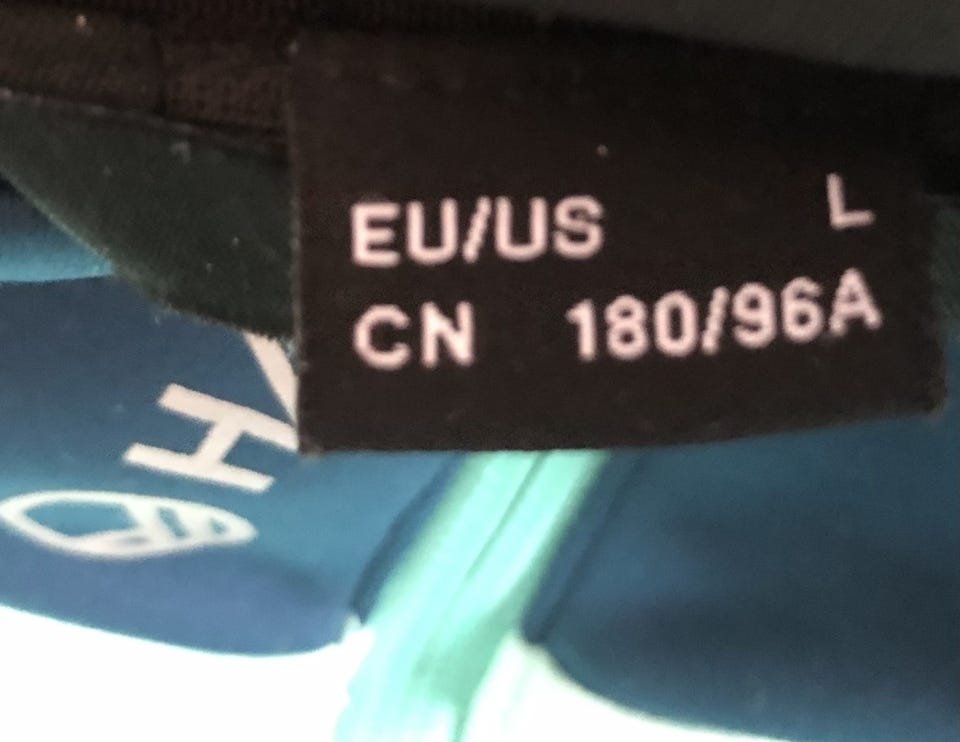 EU/US L
CN 180/96A
H